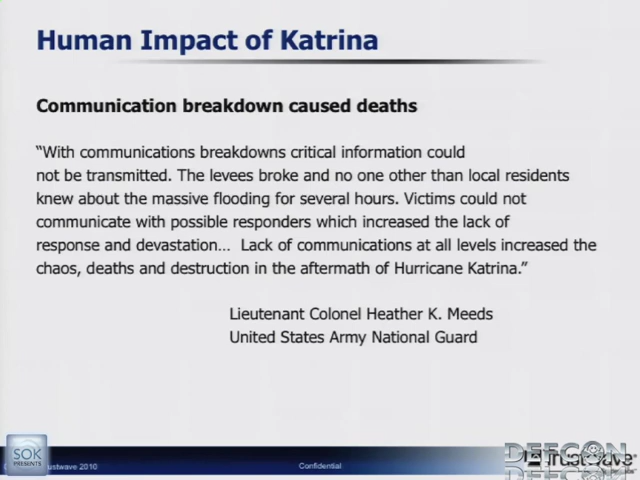 Human Impact of Katrina
Communication breakdown caused deaths
“With communications breakdowns critical information could
not be transmitted. The levees broke and no one other than local residents
knew about the massive flooding for several hours. Victims could not
communicate with possible responders which increased the lack of
response and devastation… Lack of communications at all levels increased the
chaos, deaths and destruction in the aftermath of Hurricane Katrina.”
Lieutenant Colonel Heather K. Meeds
United States Army National Guard
SOK
PRESENTS
Trustwave 2010
Confidential
DEFCON
Trustwave